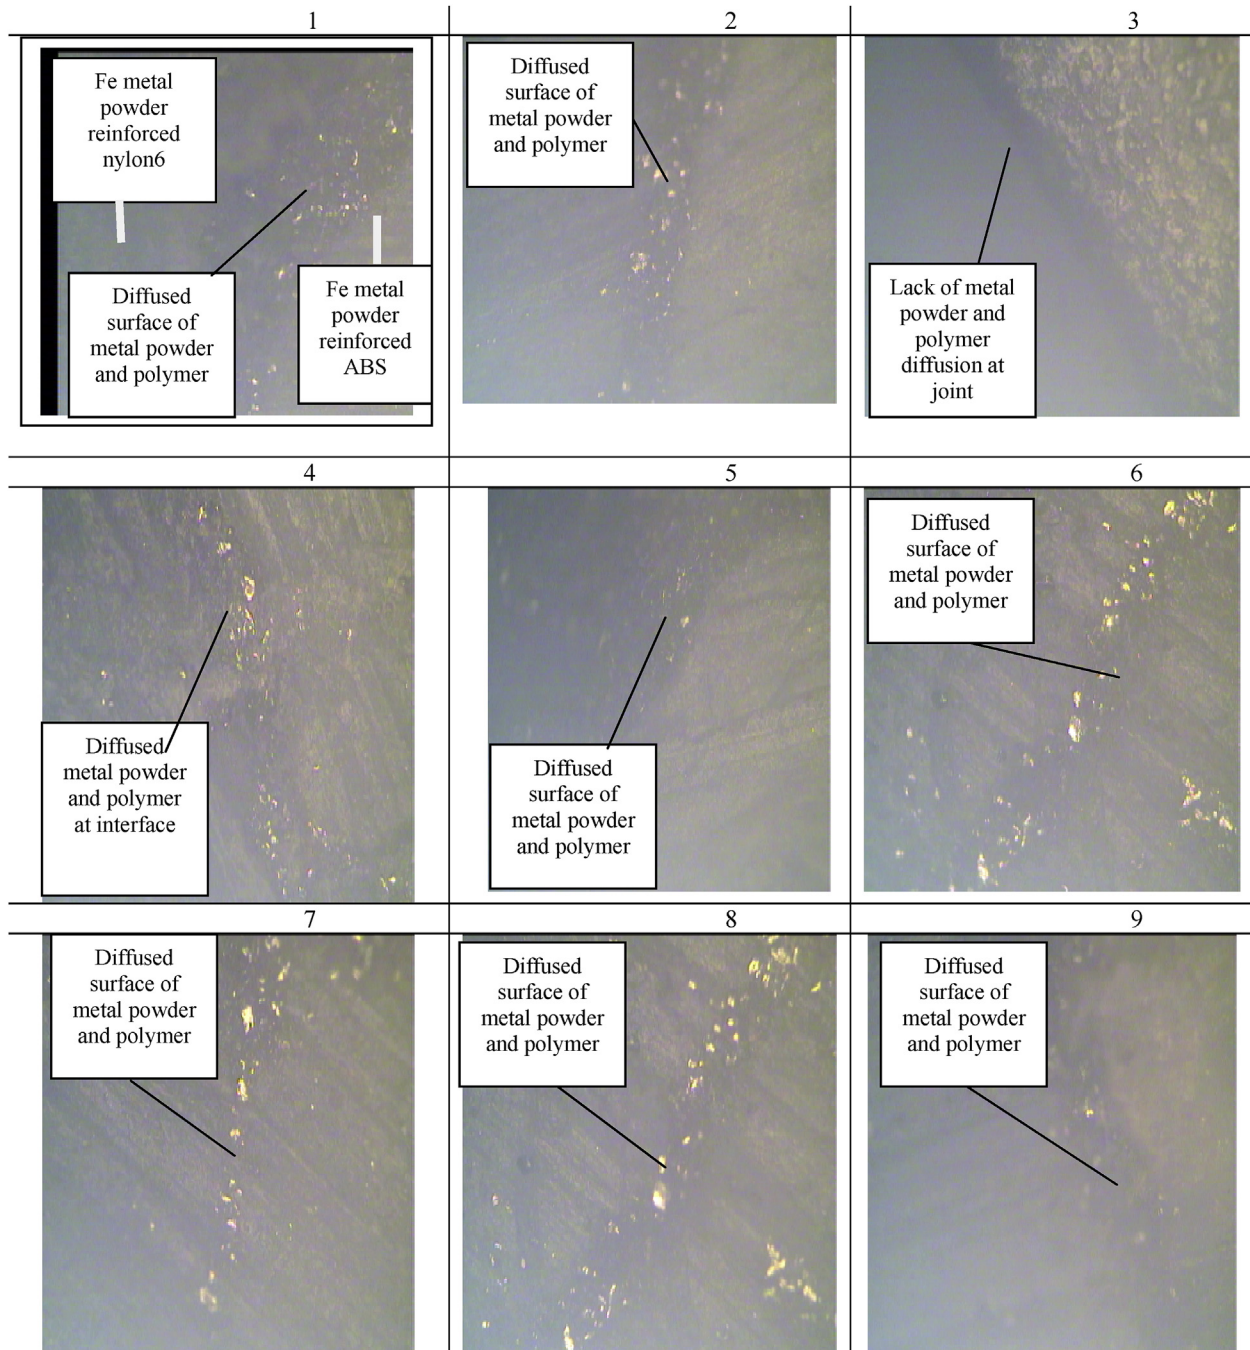 1
2
3
Fe metal
powder
reinforced
nylon6
Diffused
surface of
metal powder
and polymer
Fe metal
powder
reinforced
ABS
Diffused
surface of
metal powder
and polymer
Lack of metal
powder and
polymer
diffusion at
joint
4
5
6
Diffused
metal powder
and polymer
at interface
Diffused
surface of
metal powder
and polymer
Diffused
surface of
metal powder
and polymer
7
8
9
Diffused
surface of
metal powder
and polymer
Diffused
surface of
metal powder
and polymer
Diffused
surface of
metal powder
and polymer